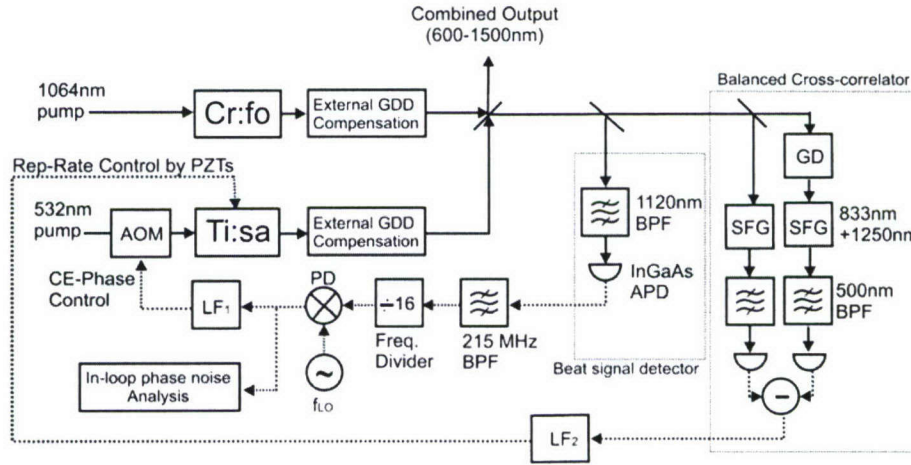 Combined Output
(600-1500nm)
Balanced Cross-correlator
1064nm
pump
Cr:fo
External GDD
Compensation
GD
Rep-Rate Control by PZTs
532nm
pump
AOM
Ti:sa
External GDD
Compensation
1120nm
BPF
SFG
SFG
833nm
+1250nm
CE-Phase
Control
LF1
PD
÷16
Freq.
Divider
215 MHz
BPF
InGaAs
APD
500nm
BPF
In-loop phase noise
Analysis
~
fLO
Beat signal detector
−
LF2